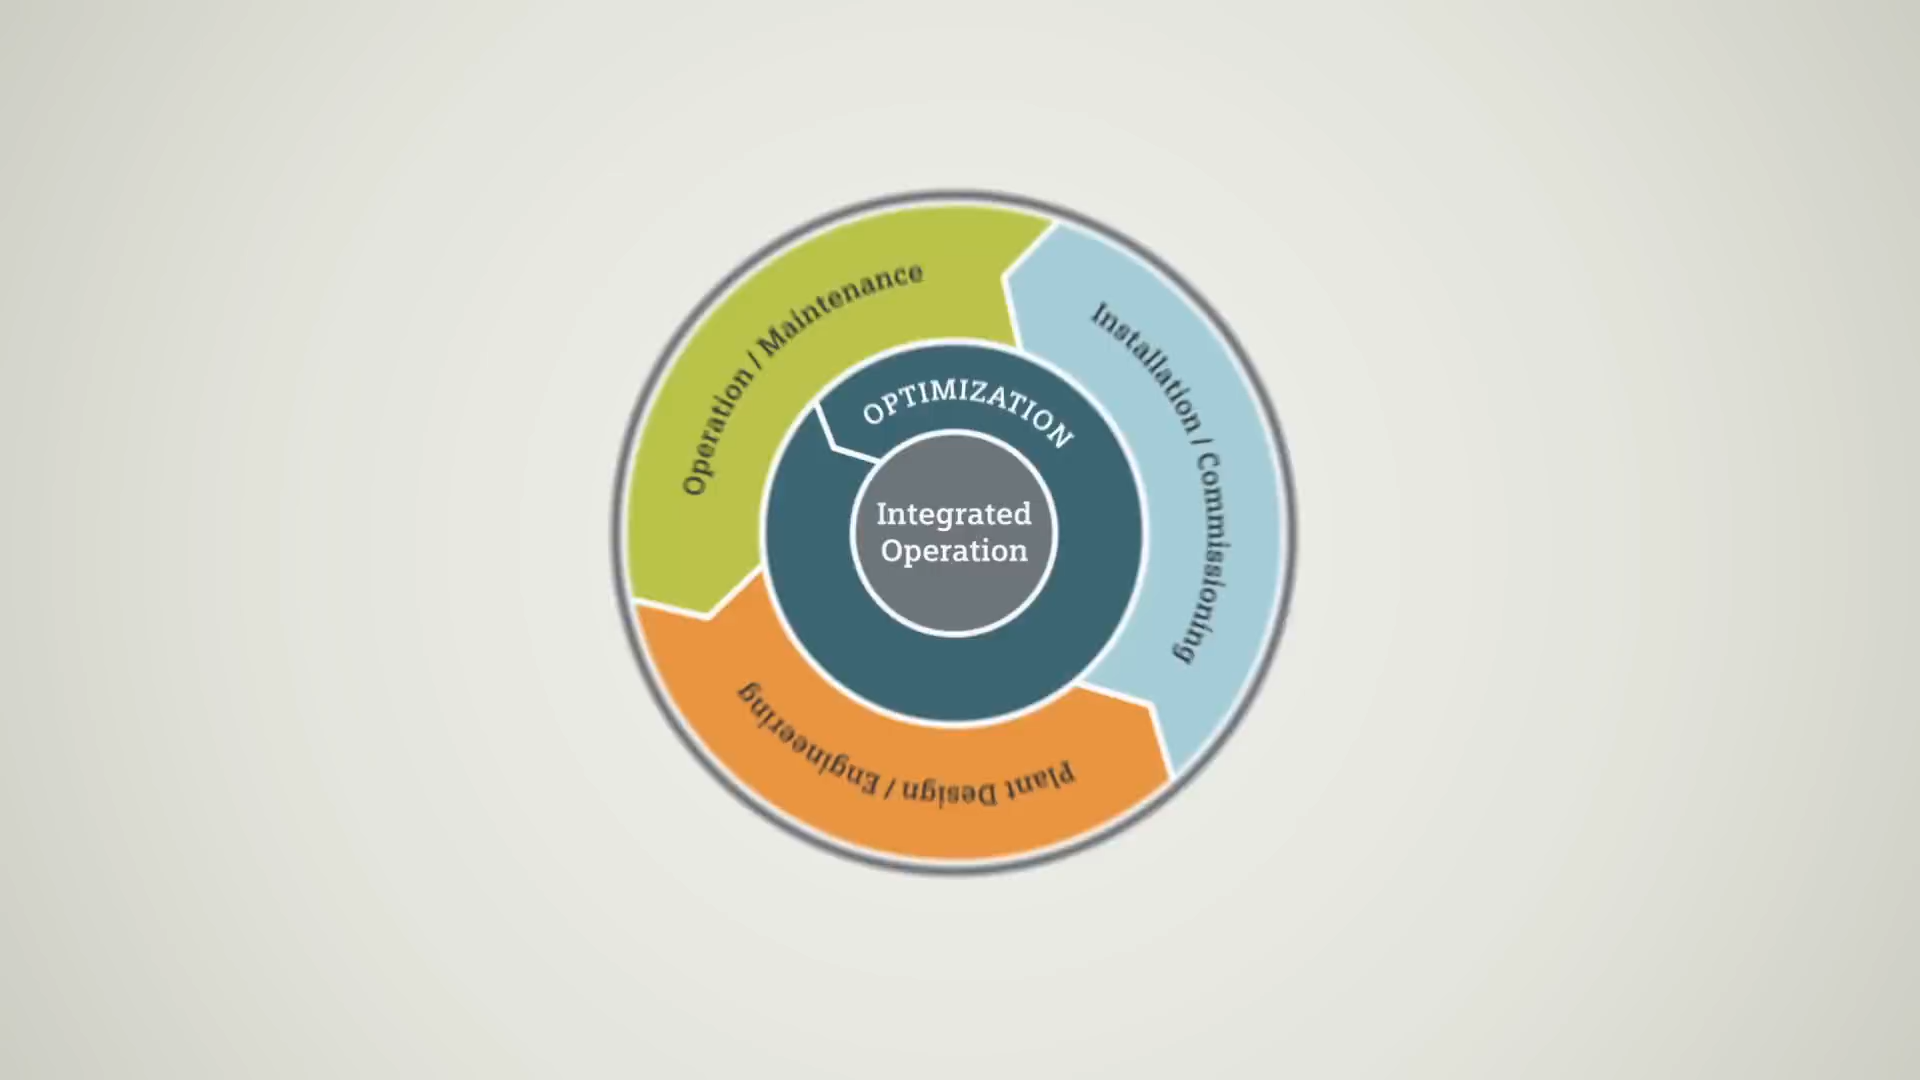 Operation / Maintenance
Installation / Commissioning
OPTIMIZATION
Integrated
Operation
Plant Design / Engineering